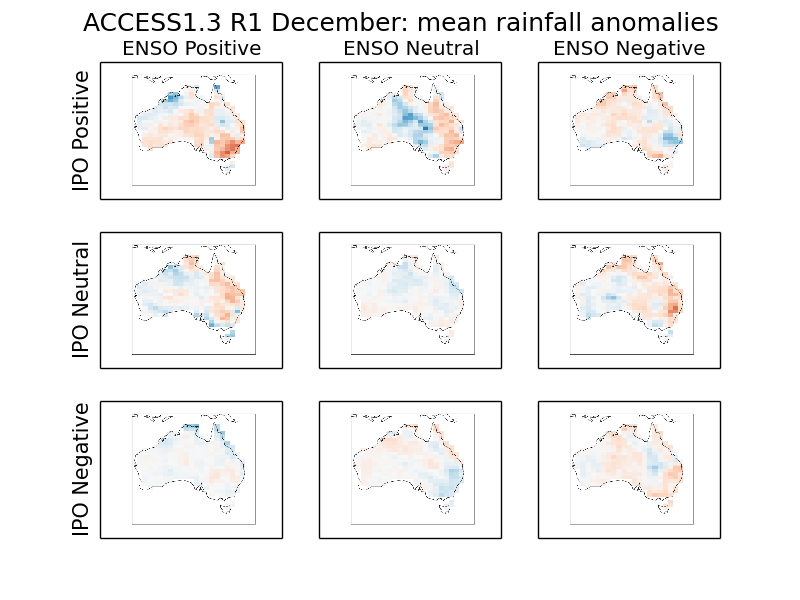 ACCESS1.3 R1 December: mean rainfall anomalies
ENSO Positive
ENSO Neutral
ENSO Negative
IPO Positive
IPO Neutral
IPO Negative